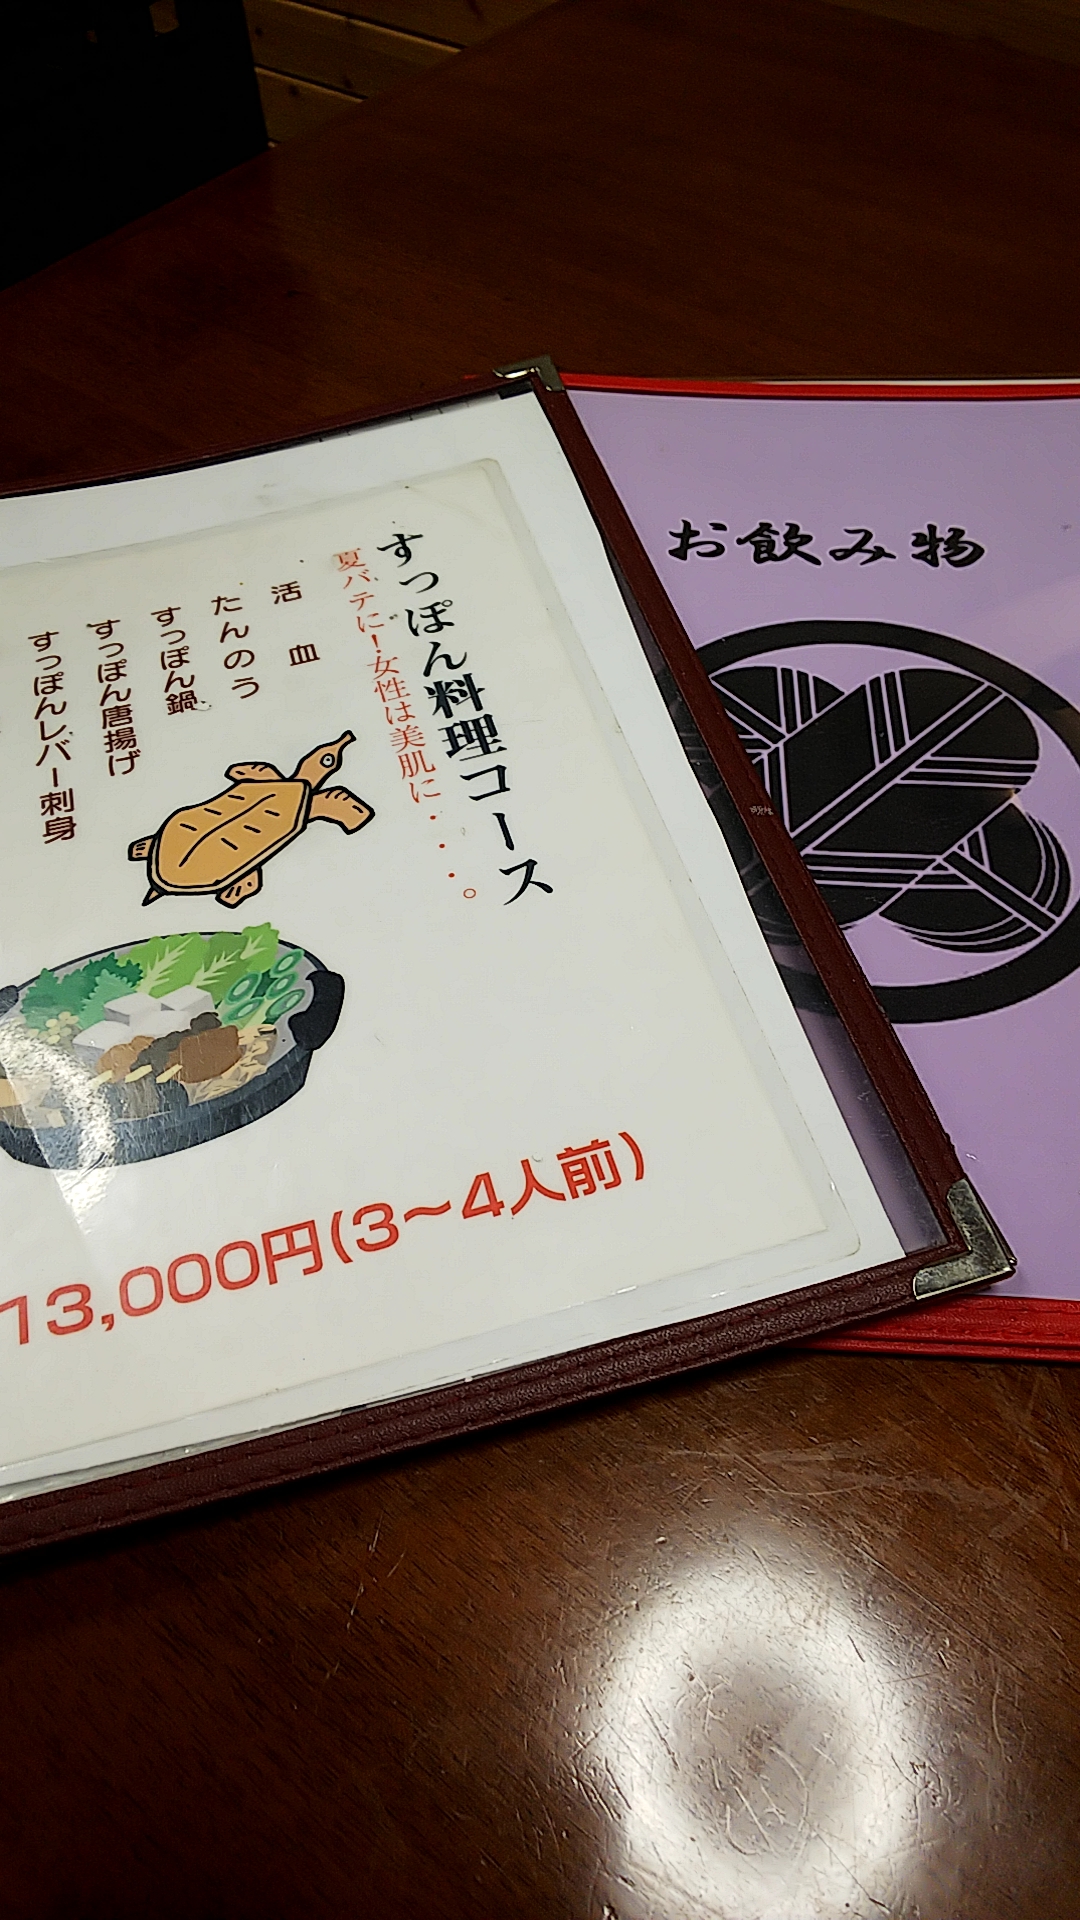 すっぽん料理コース
夏バテに！女性は美肌に・・・。
活血
たんのう
すっぽん鍋
すっぽん唐揚げ
すっぽんレバー刺身
13,000円(3〜4人前)
お飲み物